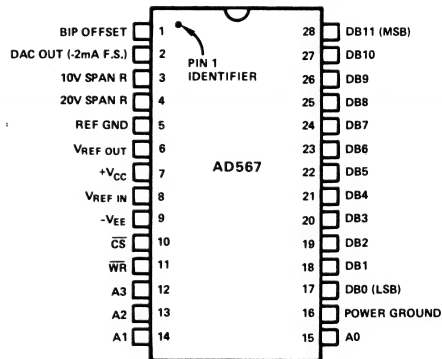 BIP OFFSET 1
DAC OUT (-2mA F.S.) 2
10V SPAN R 3
20V SPAN R 4
REF GND 5
VREF OUT 6
+VCC 7
VREF IN 8
-VEE 9
C̅S̅ 10
W̅R̅ 11
A3 12
A2 13
A1 14
PIN 1
IDENTIFIER
AD567
28 DB11 (MSB)
27 DB10
26 DB9
25 DB8
24 DB7
23 DB6
22 DB5
21 DB4
20 DB3
19 DB2
18 DB1
17 DB0 (LSB)
16 POWER GROUND
15 A0